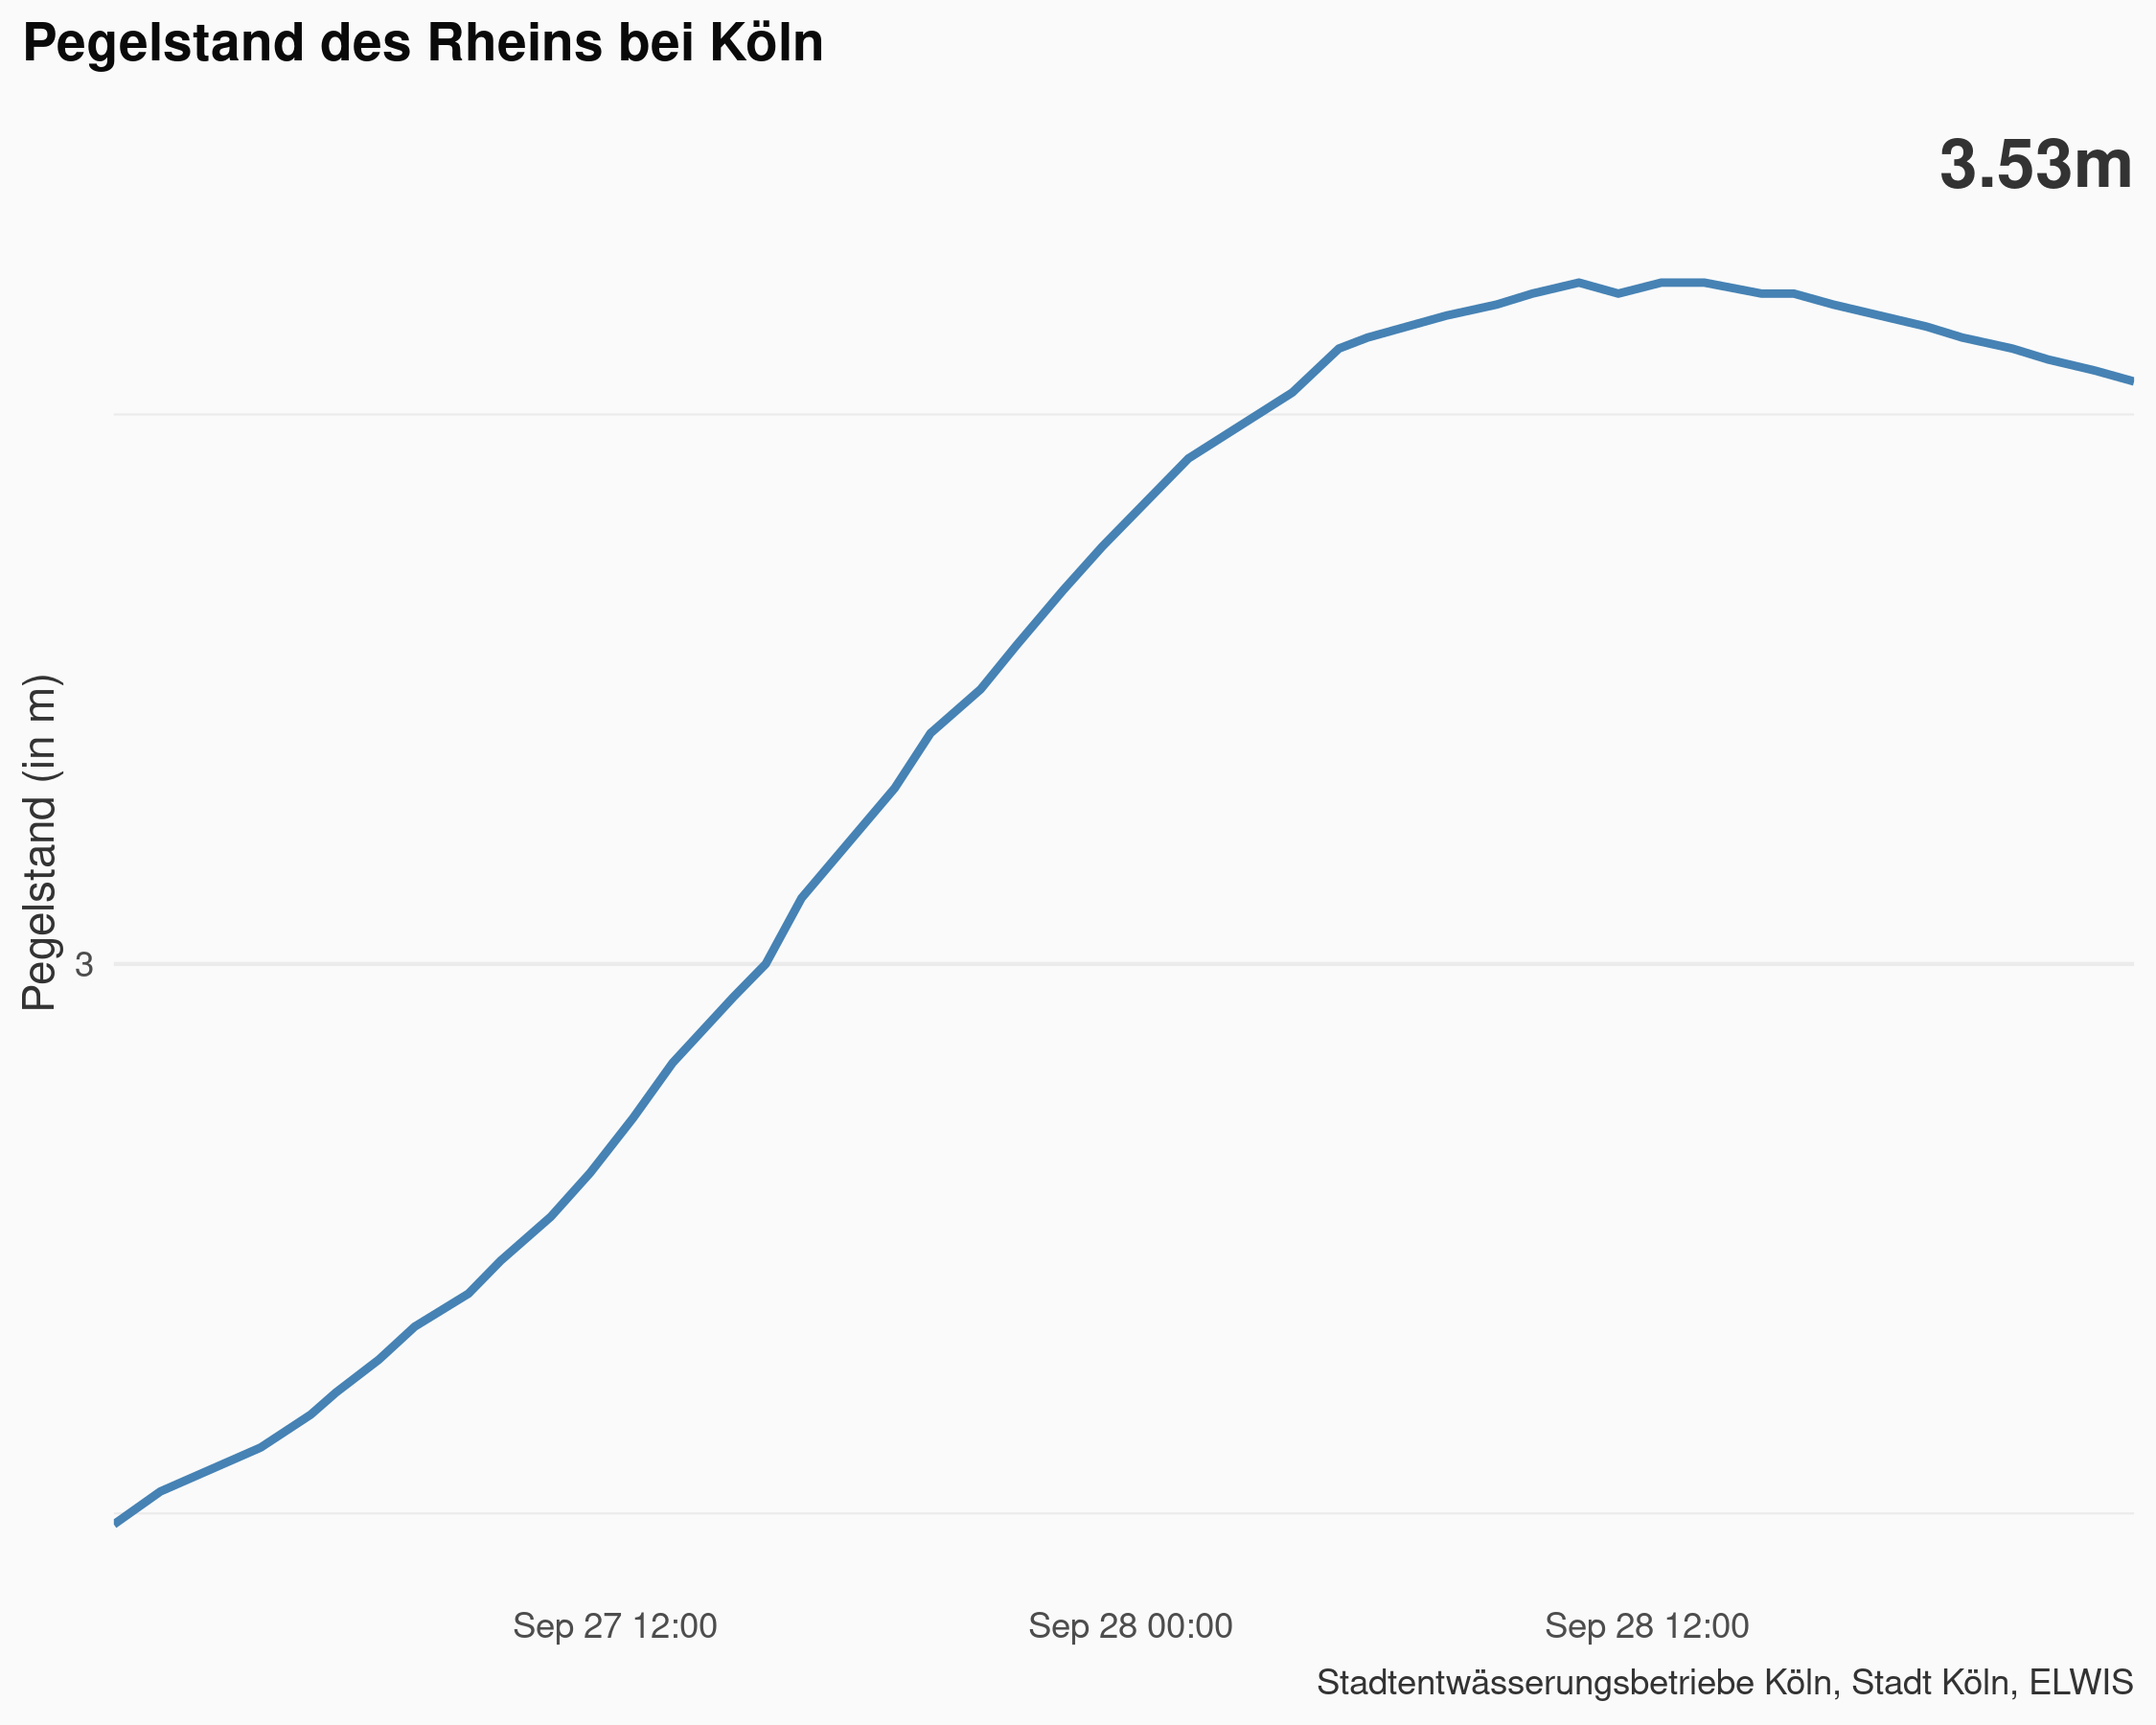 Pegelstand des Rheins bei Köln
3.53m
Pegelstand (in m)
3
Sep 27 12:00
Sep 28 00:00
Sep 28 12:00
Stadtentwässerungsbetriebe Köln, Stadt Köln, ELWIS